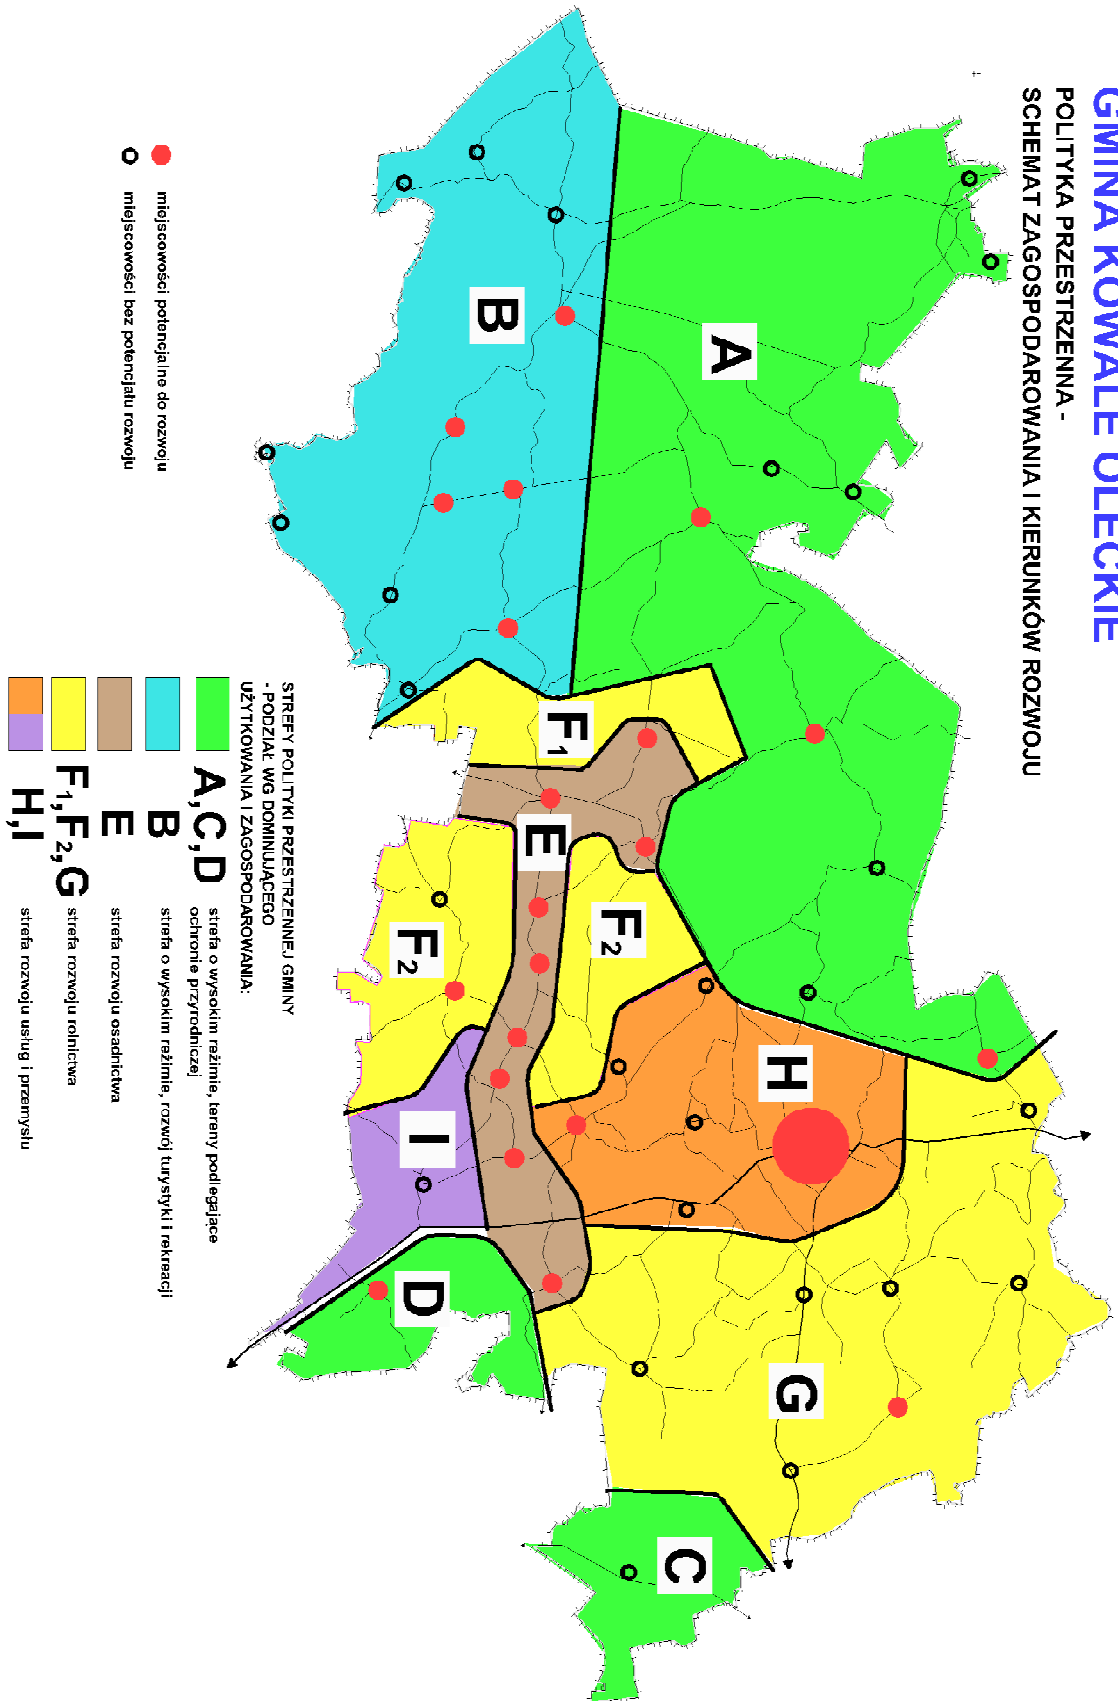 GMINA KOWALE OLECKIE
POLITYKA PRZESTRZENNA -
SCHEMAT ZAGOSPODAROWANIA I KIERUNKÓW ROZWOJU
A
B
F1
E
F2
F2
H
I
D
G
C
miejscowości potencjalne do rozwoju
miejscowości bez potencjału rozwoju
STREFY POLITYKI PRZESTRZENNEJ GMINY
- PODZIAŁ WG DOMINUJĄCEGO
UŻYTKOWANIA I ZAGOSPODAROWANIA:
A,C,D strefa o wysokim reżimie, tereny podlegające
ochronie przyrodniczej
B strefa o wysokim reżimie, rozwój turystyki i rekreacji
E strefa rozwoju osadnictwa
F1,F2,G strefa rozwoju rolnictwa
H,I strefa rozwoju usług i przemysłu